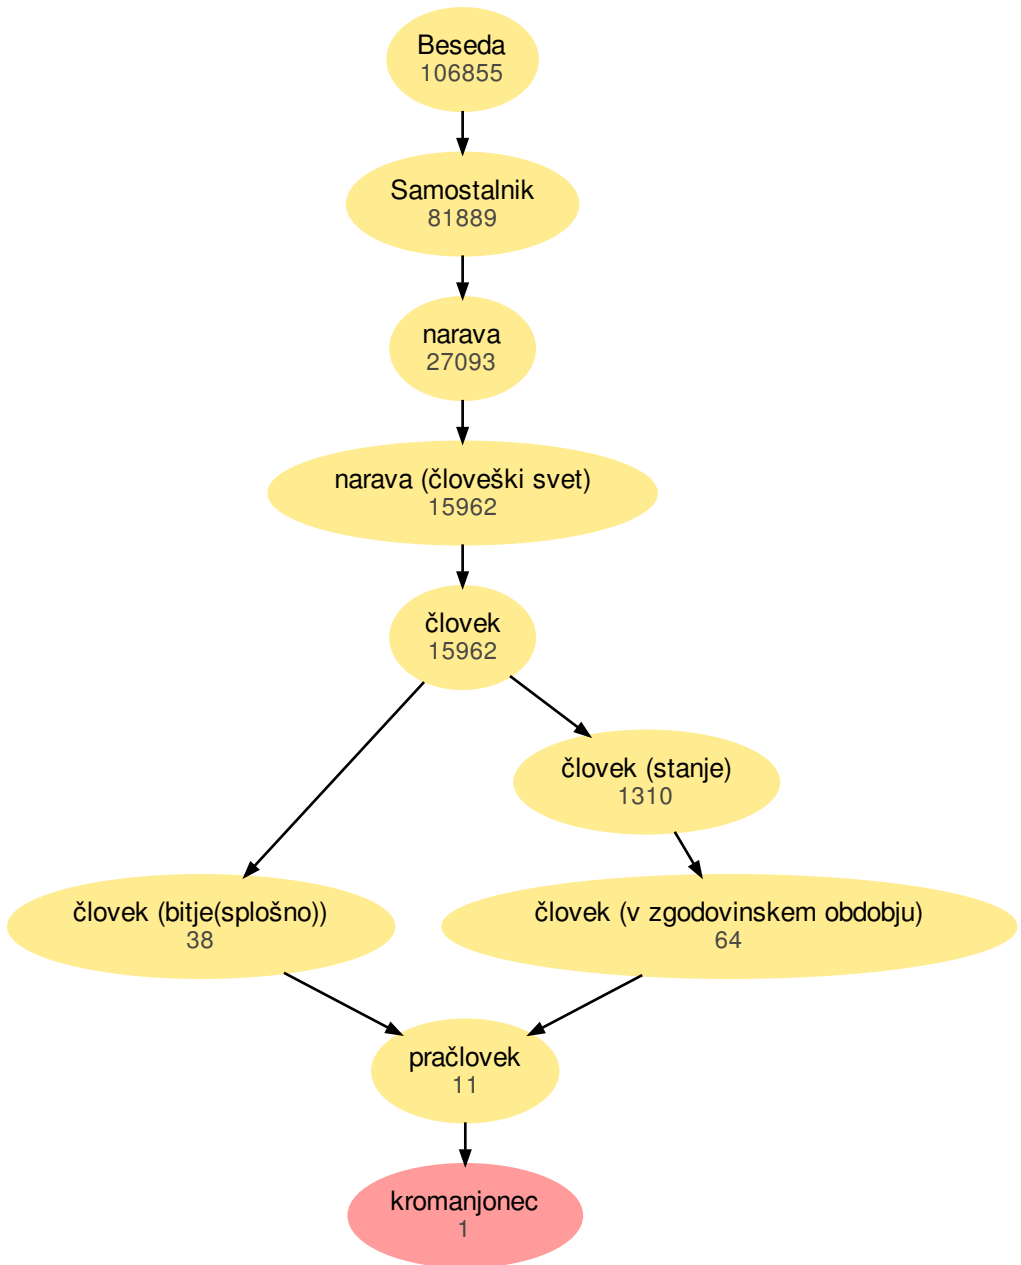 Beseda
106855
Samostalnik
81889
narava
27093
narava (človeški svet)
15962
človek
15962
človek (stanje)
1310
človek (bitje(splošno))
38
človek (v zgodovinskem obdobju)
64
pračlovek
11
kromanjonec
1